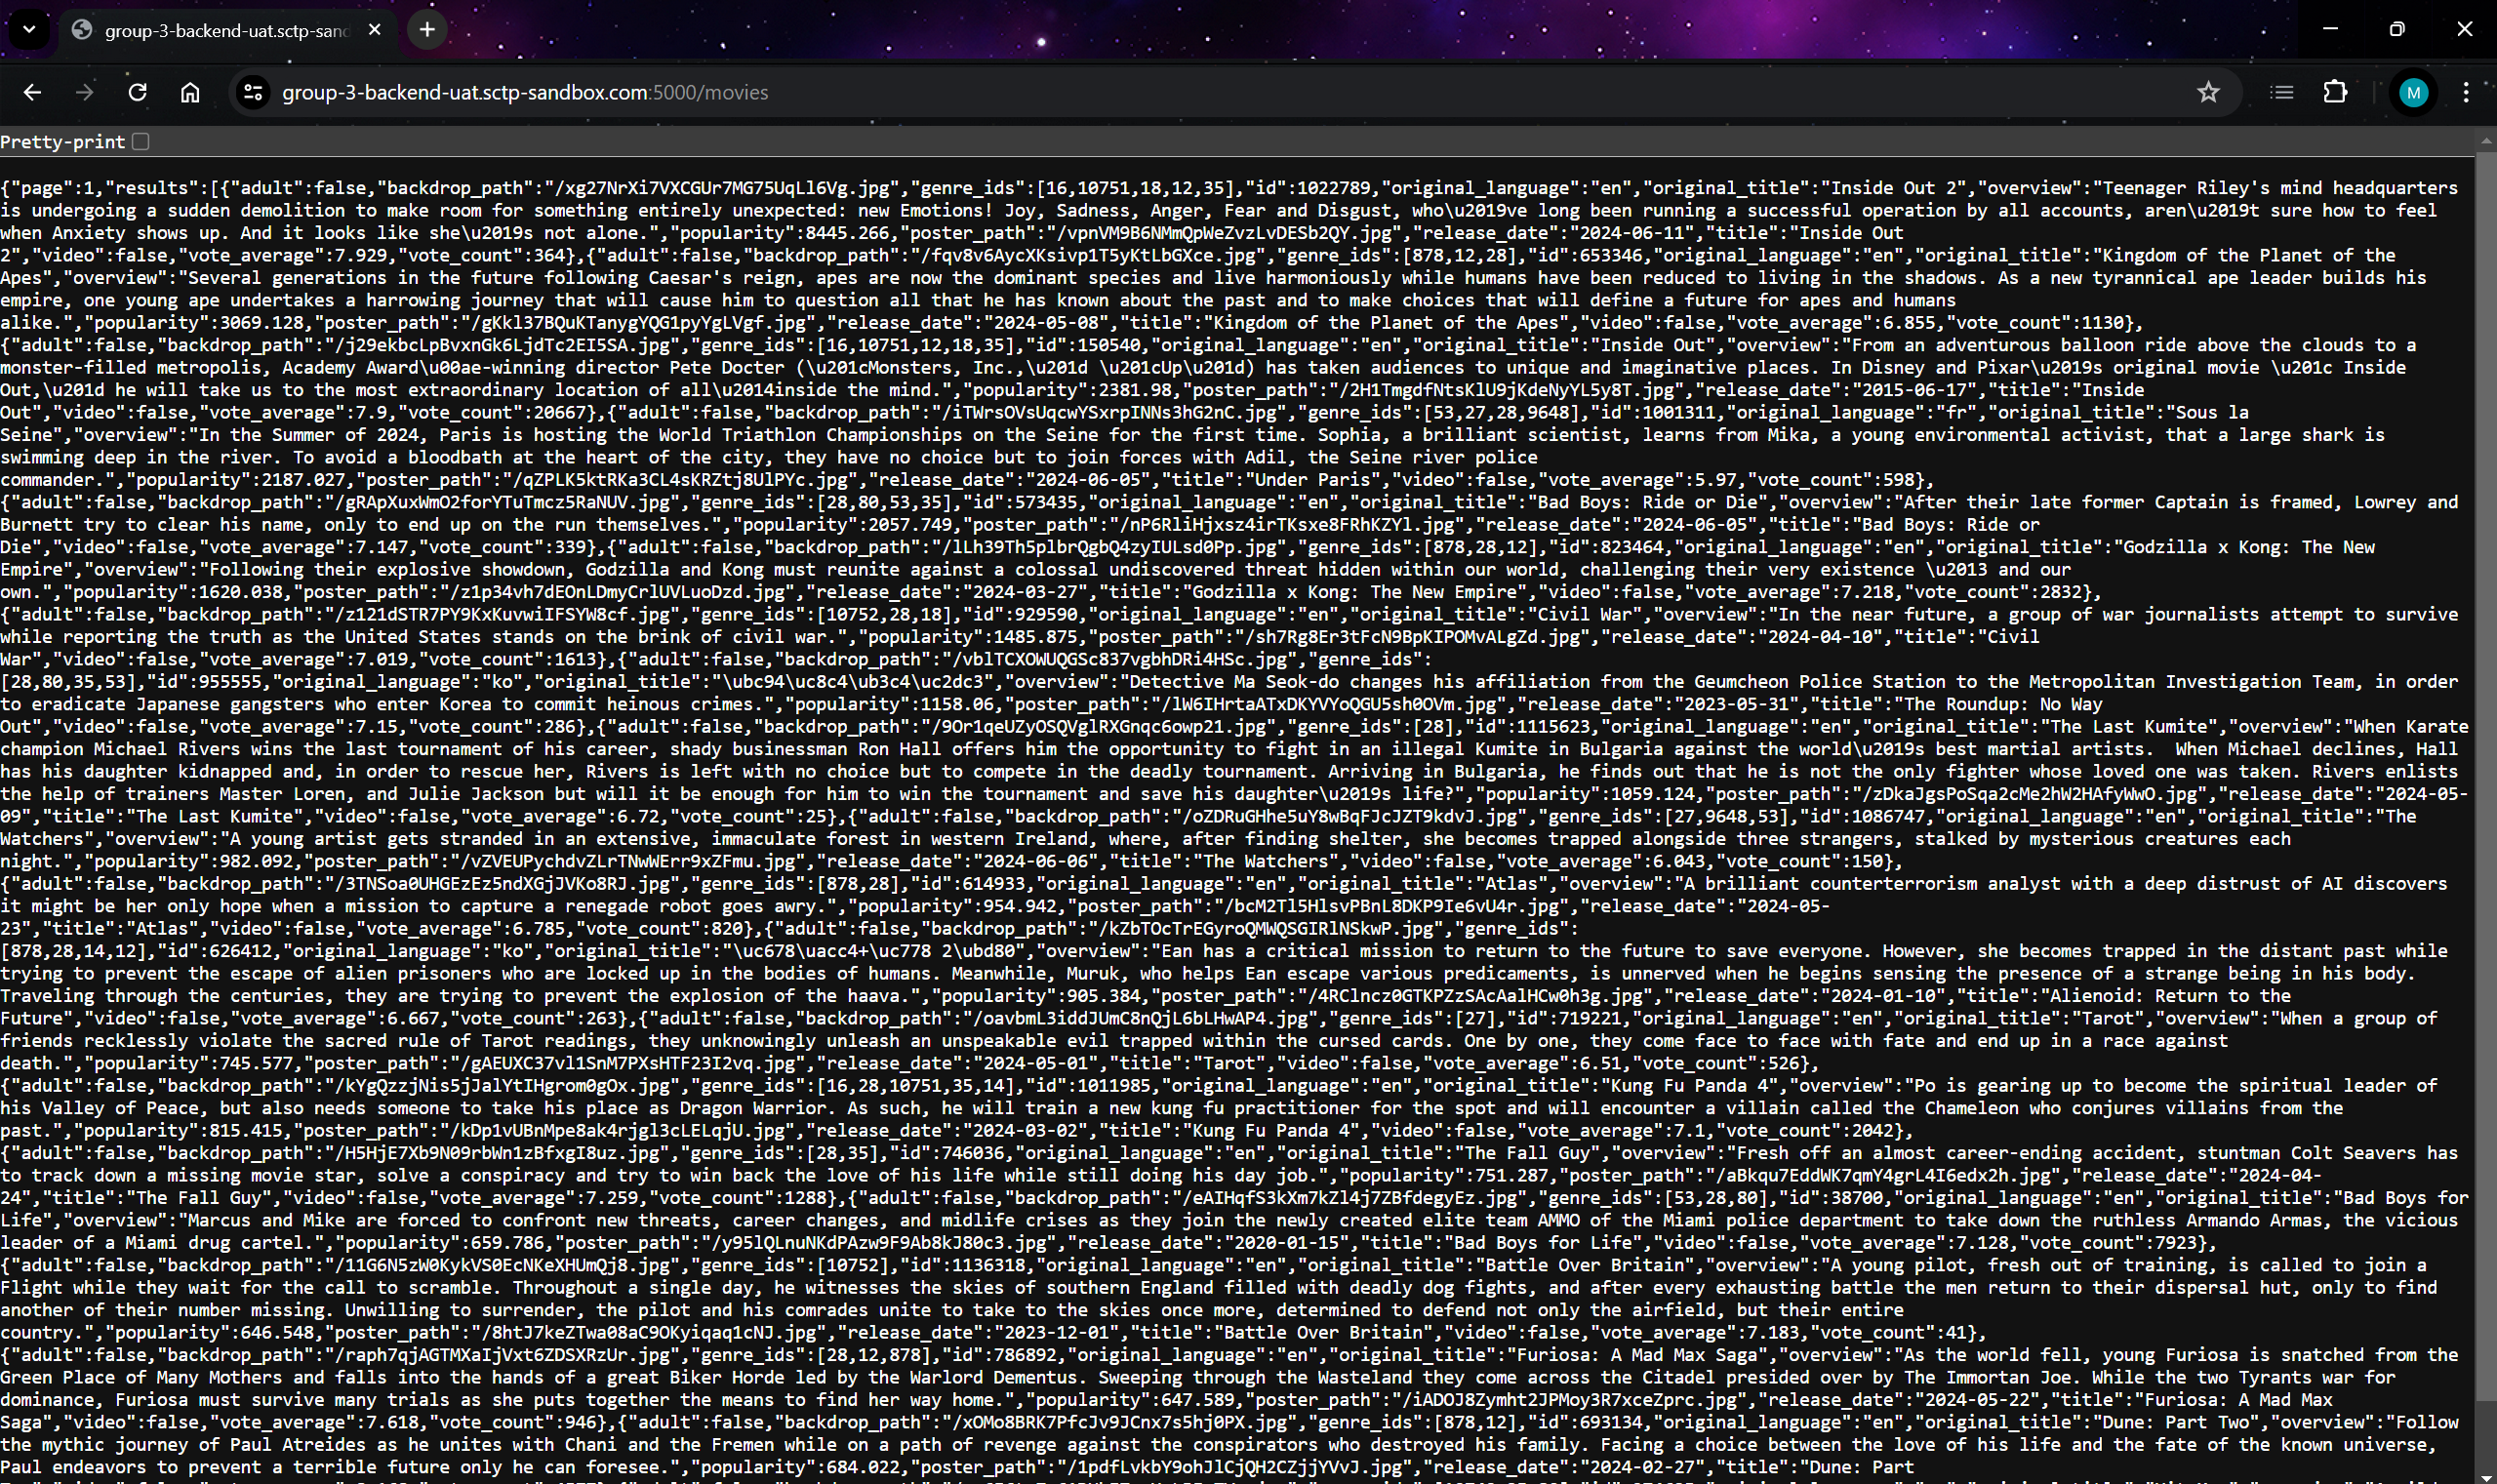 group-3-backend-uat.sctp-sand
group-3-backend-uat.sctp-sandbox.com:5000/movies
M
Pretty-print
{"page":1,"results":[{"adult":false,"backdrop_path":"/xg27NrXi7VXCGUr7MG75UqLl6Vg.jpg","genre_ids":[16,10751,18,12,35],"id":1022789,"original_language":"en","original_title":"Inside Out 2","overview":"Teenager Riley's mind headquarters
is undergoing a sudden demolition to make room for something entirely unexpected: new Emotions! Joy, Sadness, Anger, Fear and Disgust, who\u2019ve long been running a successful operation by all accounts, aren\u2019t sure how to feel
when Anxiety shows up. And it looks like she\u2019s not alone.","popularity":8445.266,"poster_path":"/vpnVM9B6NMmQpWeZvzLvDESb2QY.jpg","release_date":"2024-06-11","title":"Inside Out
2","video":false,"vote_average":7.929,"vote_count":364},{"adult":false,"backdrop_path":"/fqv8v6AycXKsivp1T5yKtLbGXce.jpg","genre_ids":[878,12,28],"id":653346,"original_language":"en","original_title":"Kingdom of the Planet of the
Apes","overview":"Several generations in the future following Caesar's reign, apes are now the dominant species and live harmoniously while humans have been reduced to living in the shadows. As a new tyrannical ape leader builds his
empire, one young ape undertakes a harrowing journey that will cause him to question all that he has known about the past and to make choices that will define a future for apes and humans
alike.","popularity":3069.128,"poster_path":"/gKkl37BQuKTanygYQG1pyYgLVgf.jpg","release_date":"2024-05-08","title":"Kingdom of the Planet of the Apes","video":false,"vote_average":6.855,"vote_count":1130},
{"adult":false,"backdrop_path":"/j29ekbcLpBvxnGk6LjdTc2EI5SA.jpg","genre_ids":[16,10751,12,18,35],"id":150540,"original_language":"en","original_title":"Inside Out","overview":"From an adventurous balloon ride above the clouds to a
monster-filled metropolis, Academy Award\u00ae-winning director Pete Docter (\u201cMonsters, Inc.,\u201d \u201cUp\u201d) has taken audiences to unique and imaginative places. In Disney and Pixar\u2019s original movie \u201c Inside
Out,\u201d he will take us to the most extraordinary location of all\u2014inside the mind.","popularity":2381.98,"poster_path":"/2H1TmgdfNtsKlU9jKdeNyYL5y8T.jpg","release_date":"2015-06-17","title":"Inside
Out","video":false,"vote_average":7.9,"vote_count":20667},{"adult":false,"backdrop_path":"/iTWrsOVsUqcwYSxrpINNs3hG2nC.jpg","genre_ids":[53,27,28,9648],"id":1001311,"original_language":"fr","original_title":"Sous la
Seine","overview":"In the Summer of 2024, Paris is hosting the World Triathlon Championships on the Seine for the first time. Sophia, a brilliant scientist, learns from Mika, a young environmental activist, that a large shark is
swimming deep in the river. To avoid a bloodbath at the heart of the city, they have no choice but to join forces with Adil, the Seine river police
commander.","popularity":2187.027,"poster_path":"/qZPLK5ktRKa3CL4sKRZtj8UlPYc.jpg","release_date":"2024-06-05","title":"Under Paris","video":false,"vote_average":5.97,"vote_count":598},
{"adult":false,"backdrop_path":"/gRApXuxWmO2forYTuTmcz5RaNUV.jpg","genre_ids":[28,80,53,35],"id":573435,"original_language":"en","original_title":"Bad Boys: Ride or Die","overview":"After their late former Captain is framed, Lowrey and
Burnett try to clear his name, only to end up on the run themselves.","popularity":2057.749,"poster_path":"/nP6RliHjxsz4irTKsxe8FRhKZYl.jpg","release_date":"2024-06-05","title":"Bad Boys: Ride or
Die","video":false,"vote_average":7.147,"vote_count":339},{"adult":false,"backdrop_path":"/lLh39Th5plbrQgbQ4zyIULsd0Pp.jpg","genre_ids":[878,28,12],"id":823464,"original_language":"en","original_title":"Godzilla x Kong: The New
Empire","overview":"Following their explosive showdown, Godzilla and Kong must reunite against a colossal undiscovered threat hidden within our world, challenging their very existence \u2013 and our
own.","popularity":1620.038,"poster_path":"/z1p34vh7dEOnLDmyCrlUVLuoDzd.jpg","release_date":"2024-03-27","title":"Godzilla x Kong: The New Empire","video":false,"vote_average":7.218,"vote_count":2832},
{"adult":false,"backdrop_path":"/z121dSTR7PY9KxKuvwiIFSYW8cf.jpg","genre_ids":[10752,28,18],"id":929590,"original_language":"en","original_title":"Civil War","overview":"In the near future, a group of war journalists attempt to survive
while reporting the truth as the United States stands on the brink of civil war.","popularity":1485.875,"poster_path":"/sh7Rg8Er3tFcN9BpKIPOMvALgZd.jpg","release_date":"2024-04-10","title":"Civil
War","video":false,"vote_average":7.019,"vote_count":1613},{"adult":false,"backdrop_path":"/vblTCXOWUQGSc837vgbhDRi4HSc.jpg","genre_ids":
[28,80,35,53],"id":955555,"original_language":"ko","original_title":"\ubc94\uc8c4\ub3c4\uc2dc3","overview":"Detective Ma Seok-do changes his affiliation from the Geumcheon Police Station to the Metropolitan Investigation Team, in order
to eradicate Japanese gangsters who enter Korea to commit heinous crimes.","popularity":1158.06,"poster_path":"/lW6IHrtaATxDKYVYoQGU5sh0OVm.jpg","release_date":"2023-05-31","title":"The Roundup: No Way
Out","video":false,"vote_average":7.15,"vote_count":286},{"adult":false,"backdrop_path":"/9Or1qeUZyOSQVglRXGnqc6owp21.jpg","genre_ids":[28],"id":1115623,"original_language":"en","original_title":"The Last Kumite","overview":"When Karate
champion Michael Rivers wins the last tournament of his career, shady businessman Ron Hall offers him the opportunity to fight in an illegal Kumite in Bulgaria against the world\u2019s best martial artists.  When Michael declines, Hall
has his daughter kidnapped and, in order to rescue her, Rivers is left with no choice but to compete in the deadly tournament. Arriving in Bulgaria, he finds out that he is not the only fighter whose loved one was taken. Rivers enlists
the help of trainers Master Loren, and Julie Jackson but will it be enough for him to win the tournament and save his daughter\u2019s life?","popularity":1059.124,"poster_path":"/zDkaJgsPoSqa2cMe2hW2HAfyWwO.jpg","release_date":"2024-05-
09","title":"The Last Kumite","video":false,"vote_average":6.72,"vote_count":25},{"adult":false,"backdrop_path":"/oZDRuGHhe5uY8wBqFJcJZT9kdvJ.jpg","genre_ids":[27,9648,53],"id":1086747,"original_language":"en","original_title":"The
Watchers","overview":"A young artist gets stranded in an extensive, immaculate forest in western Ireland, where, after finding shelter, she becomes trapped alongside three strangers, stalked by mysterious creatures each
night.","popularity":982.092,"poster_path":"/vZVEUPychdvZLrTNwWErr9xZFmu.jpg","release_date":"2024-06-06","title":"The Watchers","video":false,"vote_average":6.043,"vote_count":150},
{"adult":false,"backdrop_path":"/3TNSoa0UHGEzEz5ndXGjJVKo8RJ.jpg","genre_ids":[878,28],"id":614933,"original_language":"en","original_title":"Atlas","overview":"A brilliant counterterrorism analyst with a deep distrust of AI discovers
it might be her only hope when a mission to capture a renegade robot goes awry.","popularity":954.942,"poster_path":"/bcM2Tl5HlsvPBnL8DKP9Ie6vU4r.jpg","release_date":"2024-05-
23","title":"Atlas","video":false,"vote_average":6.785,"vote_count":820},{"adult":false,"backdrop_path":"/kZbTOcTrEGyroQMWQSGIRlNSkwP.jpg","genre_ids":
[878,28,14,12],"id":626412,"original_language":"ko","original_title":"\uc678\uacc4+\uc778 2\ubd80","overview":"Ean has a critical mission to return to the future to save everyone. However, she becomes trapped in the distant past while
trying to prevent the escape of alien prisoners who are locked up in the bodies of humans. Meanwhile, Muruk, who helps Ean escape various predicaments, is unnerved when he begins sensing the presence of a strange being in his body.
Traveling through the centuries, they are trying to prevent the explosion of the haava.","popularity":905.384,"poster_path":"/4RClncz0GTKPZzSAcAalHCw0h3g.jpg","release_date":"2024-01-10","title":"Alienoid: Return to the
Future","video":false,"vote_average":6.667,"vote_count":263},{"adult":false,"backdrop_path":"/oavbmL3iddJUmC8nQjL6bLHwAP4.jpg","genre_ids":[27],"id":719221,"original_language":"en","original_title":"Tarot","overview":"When a group of
friends recklessly violate the sacred rule of Tarot readings, they unknowingly unleash an unspeakable evil trapped within the cursed cards. One by one, they come face to face with fate and end up in a race against
death.","popularity":745.577,"poster_path":"/gAEUXC37vl1SnM7PXsHTF23I2vq.jpg","release_date":"2024-05-01","title":"Tarot","video":false,"vote_average":6.51,"vote_count":526},
{"adult":false,"backdrop_path":"/kYgQzzjNis5jJalYtIHgrom0gOx.jpg","genre_ids":[16,28,10751,35,14],"id":1011985,"original_language":"en","original_title":"Kung Fu Panda 4","overview":"Po is gearing up to become the spiritual leader of
his Valley of Peace, but also needs someone to take his place as Dragon Warrior. As such, he will train a new kung fu practitioner for the spot and will encounter a villain called the Chameleon who conjures villains from the
past.","popularity":815.415,"poster_path":"/kDp1vUBnMpe8ak4rjgl3cLELqjU.jpg","release_date":"2024-03-02","title":"Kung Fu Panda 4","video":false,"vote_average":7.1,"vote_count":2042},
{"adult":false,"backdrop_path":"/H5HjE7Xb9N09rbWn1zBfxgI8uz.jpg","genre_ids":[28,35],"id":746036,"original_language":"en","original_title":"The Fall Guy","overview":"Fresh off an almost career-ending accident, stuntman Colt Seavers has
to track down a missing movie star, solve a conspiracy and try to win back the love of his life while still doing his day job.","popularity":751.287,"poster_path":"/aBkqu7EddWK7qmY4grL4I6edx2h.jpg","release_date":"2024-04-
24","title":"The Fall Guy","video":false,"vote_average":7.259,"vote_count":1288},{"adult":false,"backdrop_path":"/eAIHqfS3kXm7kZl4j7ZBfdegyEz.jpg","genre_ids":[53,28,80],"id":38700,"original_language":"en","original_title":"Bad Boys for
Life","overview":"Marcus and Mike are forced to confront new threats, career changes, and midlife crises as they join the newly created elite team AMMO of the Miami police department to take down the ruthless Armando Armas, the vicious
leader of a Miami drug cartel.","popularity":659.786,"poster_path":"/y95lQLnuNKdPAzw9F9Ab8kJ80c3.jpg","release_date":"2020-01-15","title":"Bad Boys for Life","video":false,"vote_average":7.128,"vote_count":7923},
{"adult":false,"backdrop_path":"/11G6N5zW0KykVS0EcNKeXHUmQj8.jpg","genre_ids":[10752],"id":1136318,"original_language":"en","original_title":"Battle Over Britain","overview":"A young pilot, fresh out of training, is called to join a
Flight while they wait for the call to scramble. Throughout a single day, he witnesses the skies of southern England filled with deadly dog fights, and after every exhausting battle the men return to their dispersal hut, only to find
another of their number missing. Unwilling to surrender, the pilot and his comrades unite to take to the skies once more, determined to defend not only the airfield, but their entire
country.","popularity":646.548,"poster_path":"/8htJ7keZTwa08aC9OKyiqaq1cNJ.jpg","release_date":"2023-12-01","title":"Battle Over Britain","video":false,"vote_average":7.183,"vote_count":41},
{"adult":false,"backdrop_path":"/raph7qjAGTMXaIjVxt6ZDSXRzUr.jpg","genre_ids":[28,12,878],"id":786892,"original_language":"en","original_title":"Furiosa: A Mad Max Saga","overview":"As the world fell, young Furiosa is snatched from the
Green Place of Many Mothers and falls into the hands of a great Biker Horde led by the Warlord Dementus. Sweeping through the Wasteland they come across the Citadel presided over by The Immortan Joe. While the two Tyrants war for
dominance, Furiosa must survive many trials as she puts together the means to find her way home.","popularity":647.589,"poster_path":"/iADOJ8Zymht2JPMoy3R7xceZprc.jpg","release_date":"2024-05-22","title":"Furiosa: A Mad Max
Saga","video":false,"vote_average":7.618,"vote_count":946},{"adult":false,"backdrop_path":"/xOMo8BRK7PfcJv9JCnx7s5hj0PX.jpg","genre_ids":[878,12],"id":693134,"original_language":"en","original_title":"Dune: Part Two","overview":"Follow
the mythic journey of Paul Atreides as he unites with Chani and the Fremen while on a path of revenge against the conspirators who destroyed his family. Facing a choice between the love of his life and the fate of the known universe,
Paul endeavors to prevent a terrible future only he can foresee.","popularity":684.022,"poster_path":"/1pdfLvkbY9ohJlCjQH2CZjjYVvJ.jpg","release_date":"2024-02-27","title":"Dune: Part